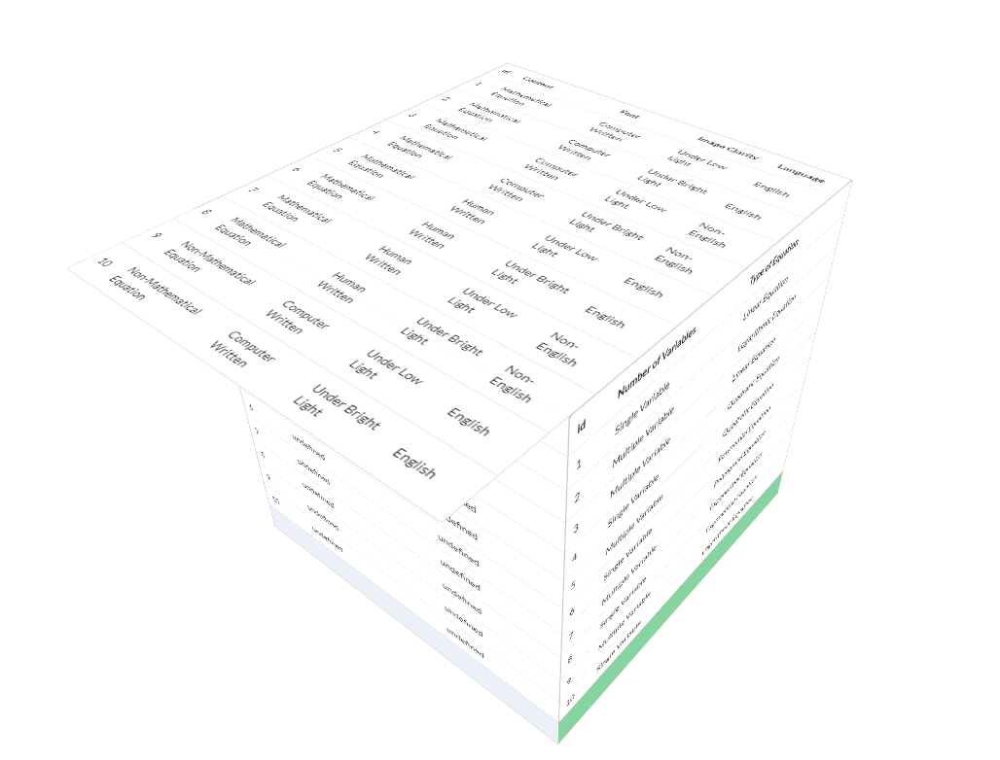 Id Content Font Image Clarity Language
1 Mathematical Equation Computer Written Under Low Light English
2 Mathematical Equation Computer Written Under Bright Light English
3 Mathematical Equation Computer Written Under Low Light Non-English
4 Mathematical Equation Computer Written Under Bright Light Non-English
5 Mathematical Equation Human Written Under Low Light English
6 Mathematical Equation Human Written Under Bright Light English
7 Mathematical Equation Human Written Under Low Light Non-English
8 Mathematical Equation Human Written Under Bright Light Non-English
9 Non-Mathematical Equation Computer Written Under Low Light English
10 Non-Mathematical Equation Computer Written Under Bright Light English
Id Number of Variables Type of Equation
1 Single Variable Linear Equation
2 Multiple Variable Logarithmic Equation
3 Multiple Variable Linear Equation
4 Single Variable Quadratic Equation
5 Multiple Variable Quadratic Equation
6 Single Variable Polynomial Equation
7 Multiple Variable Polynomial Equation
8 Single Variable Exponential Equation
9 Multiple Variable Exponential Equation
10 Single Variable Logarithmic Equation
6 undefined undefined
7 undefined undefined
8 undefined undefined
9 undefined undefined
10 undefined undefined